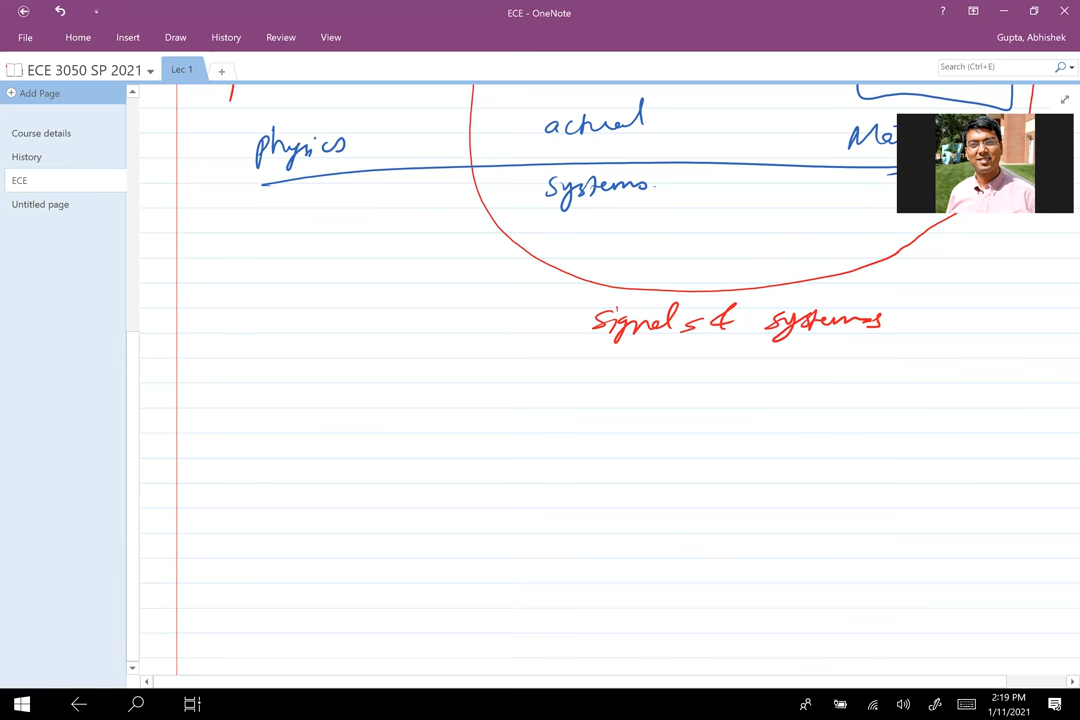 ECE - OneNote
?
File Home Insert Draw History Review View Gupta, Abhishek
ECE 3050 SP 2021 Lec 1 + Search (Ctrl+E)
Add Page
Course details
History
ECE
Untitled page
actual
physics
systems
signals & systems
2:19 PM
1/11/2021